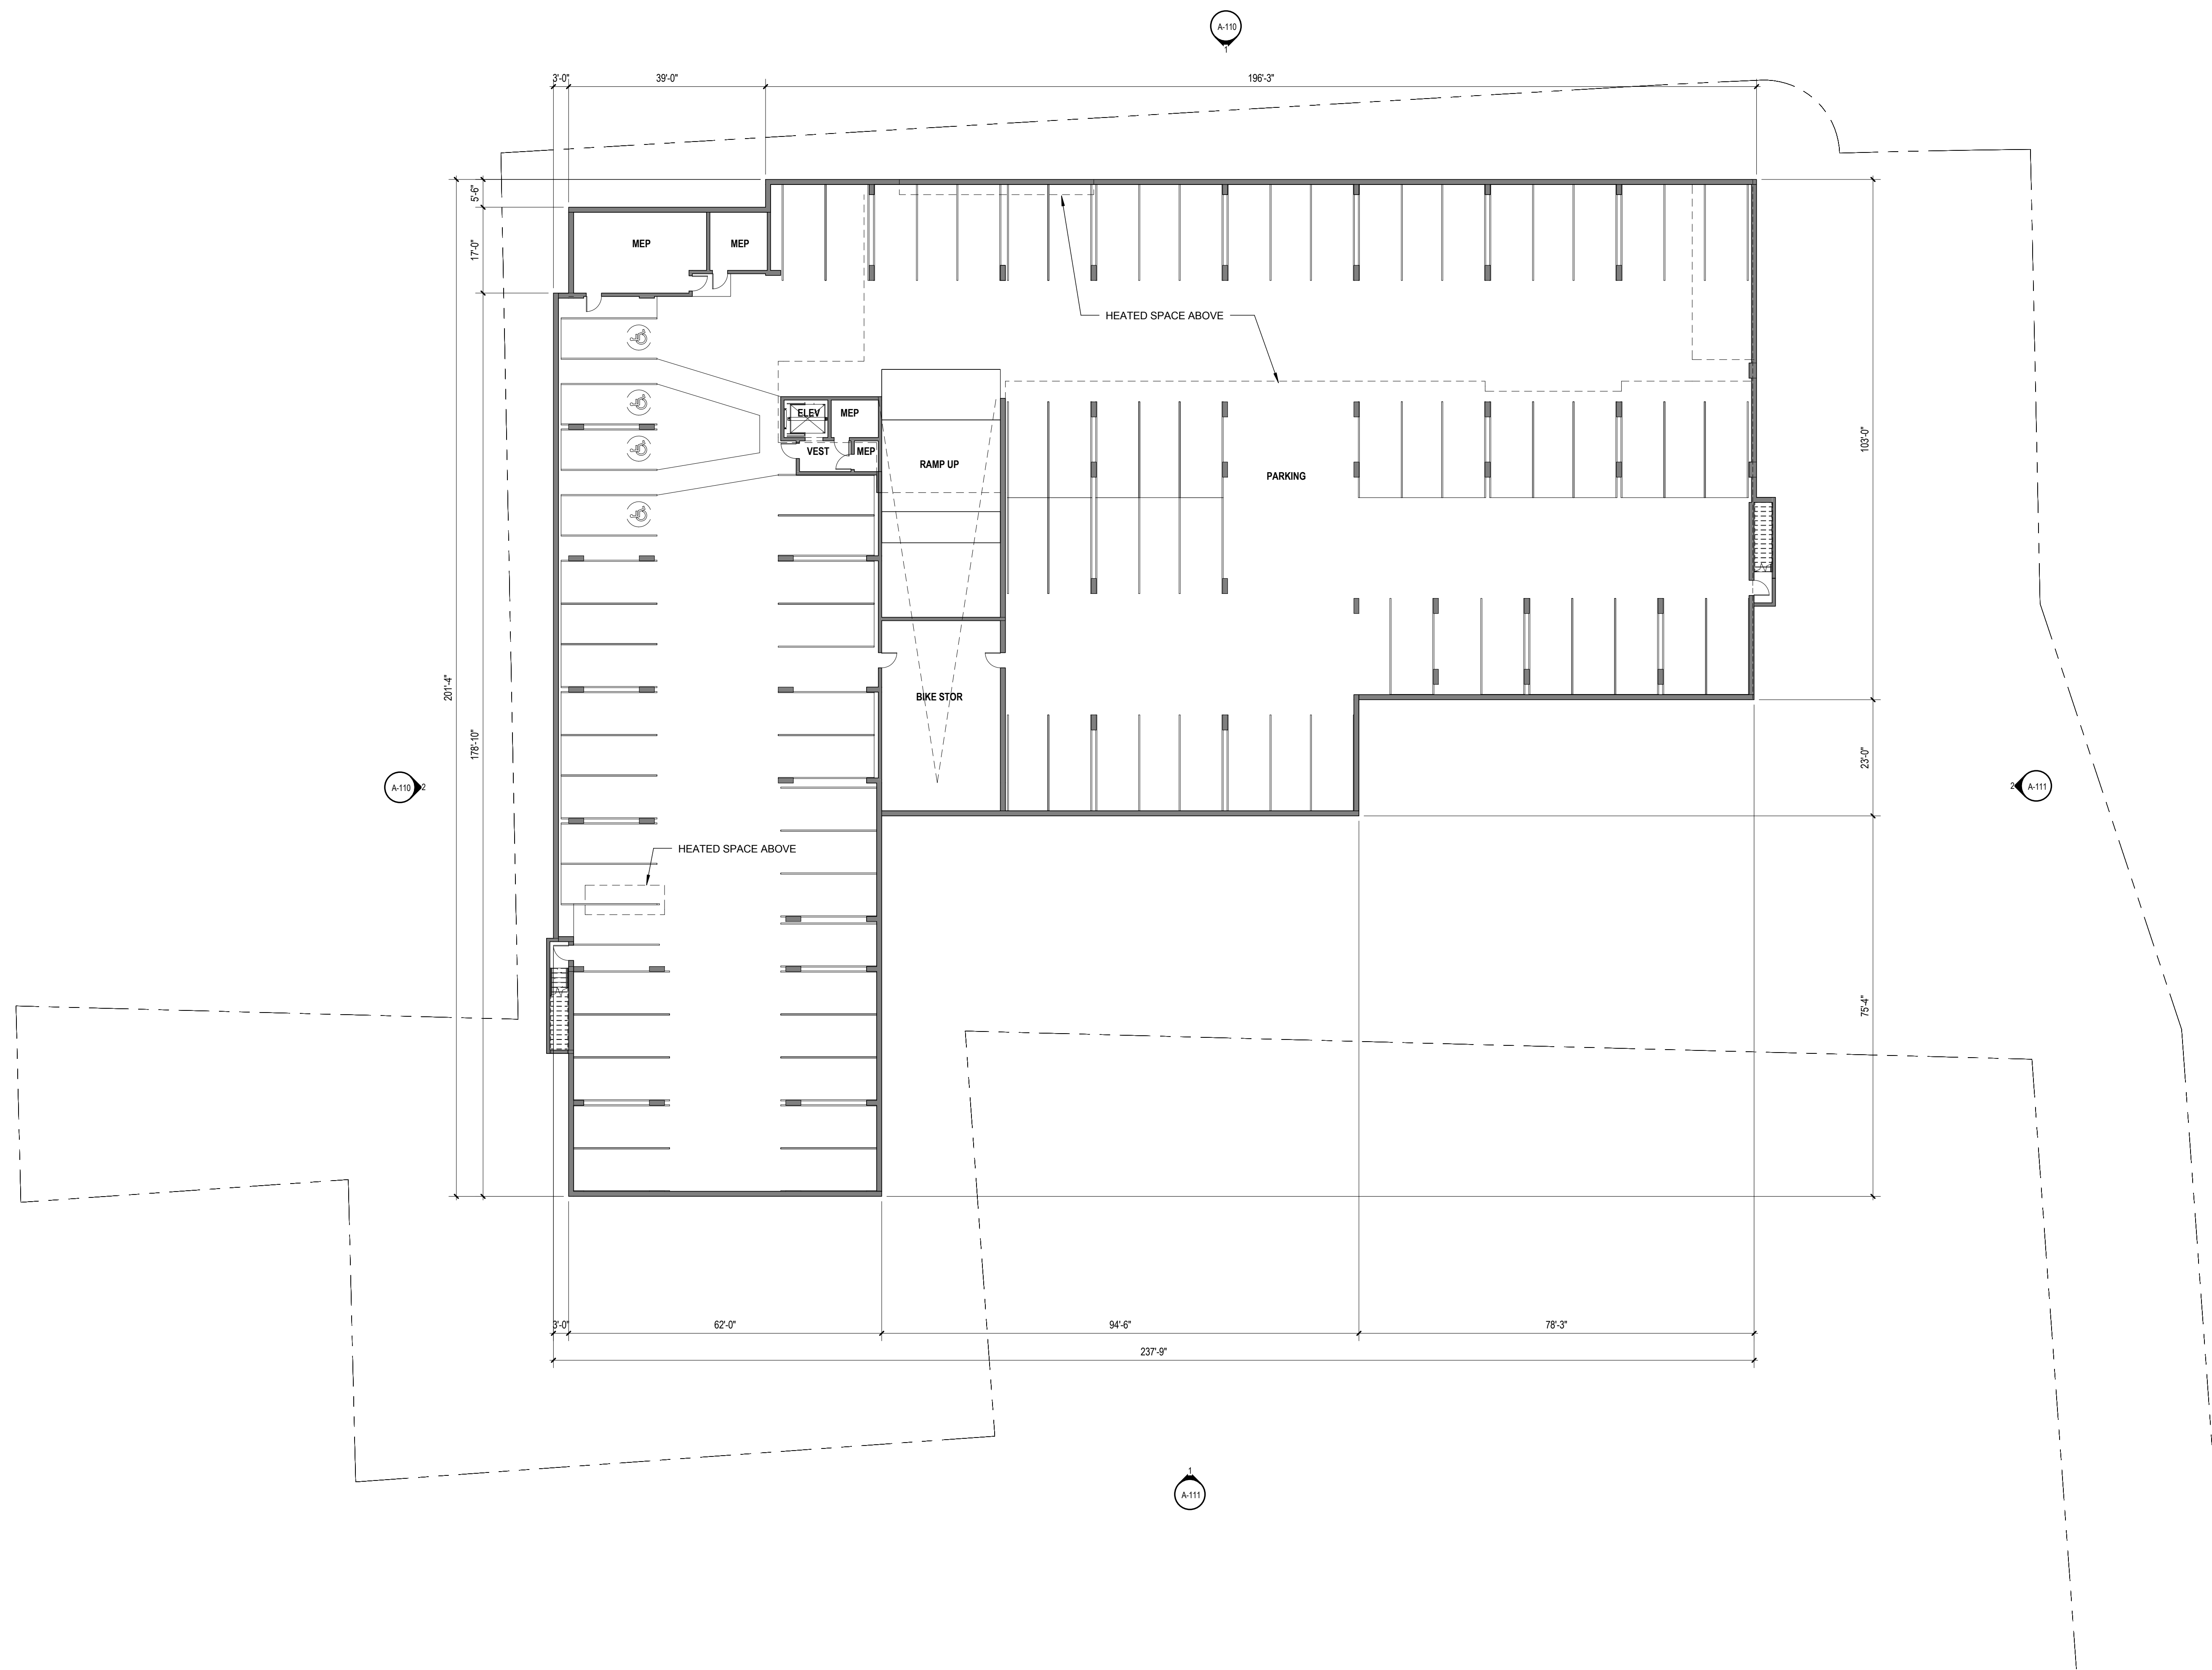 A-110
1
3'-0"
39'-0"
196'-3"
5'-6"
17'-0"
MEP
MEP
HEATED SPACE ABOVE
ELEV
MEP
VEST
MEP
RAMP UP
PARKING
103'-0"
201'-4"
178'-10"
BIKE STOR
23'-0"
A-110
2
2
A-111
HEATED SPACE ABOVE
75'-4"
3'-0"
62'-0"
94'-6"
78'-3"
237'-9"
1
A-111